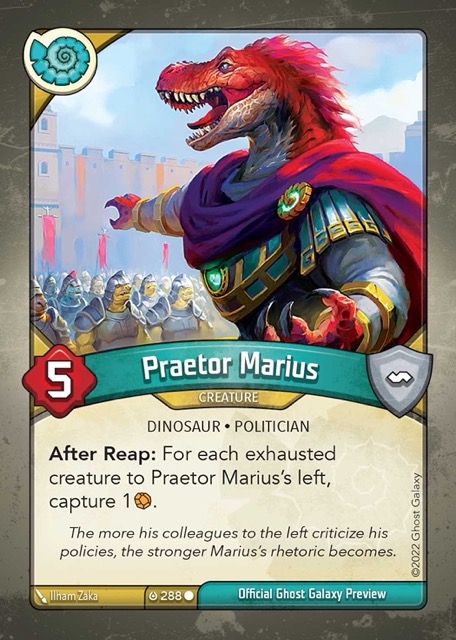 5
Praetor Marius
CREATURE
DINOSAUR • POLITICIAN
After Reap: For each exhausted
creature to Praetor Marius's left,
capture 1.
The more his colleagues to the left criticize his
policies, the stronger Marius's rhetoric becomes.
©2022 Ghost Galaxy
Ilham Zaka
288
Official Ghost Galaxy Preview